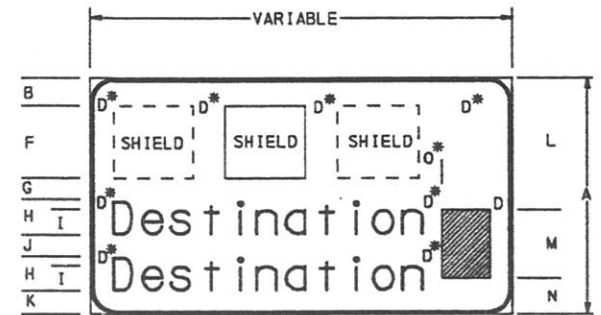 VARIABLE
B D* D* D* D*
F SHIELD SHIELD SHIELD L A
O*
G D* D* D
H I Destination
J D* D* M
H I Destination
K N